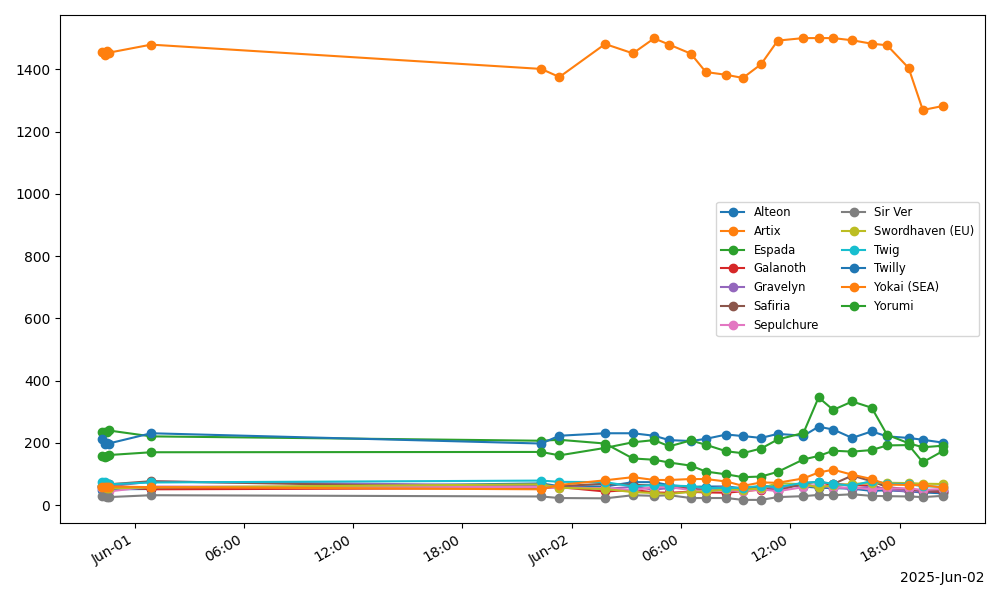 1400
1200
1000
800
600
400
200
0
Alteon
Artix
Espada
Galanoth
Gravelyn
Safiria
Sepulchure
Sir Ver
Swordhaven (EU)
Twig
Twilly
Yokai (SEA)
Yorumi
Jun-01
06:00
12:00
18:00
Jun-02
06:00
12:00
18:00
2025-Jun-02